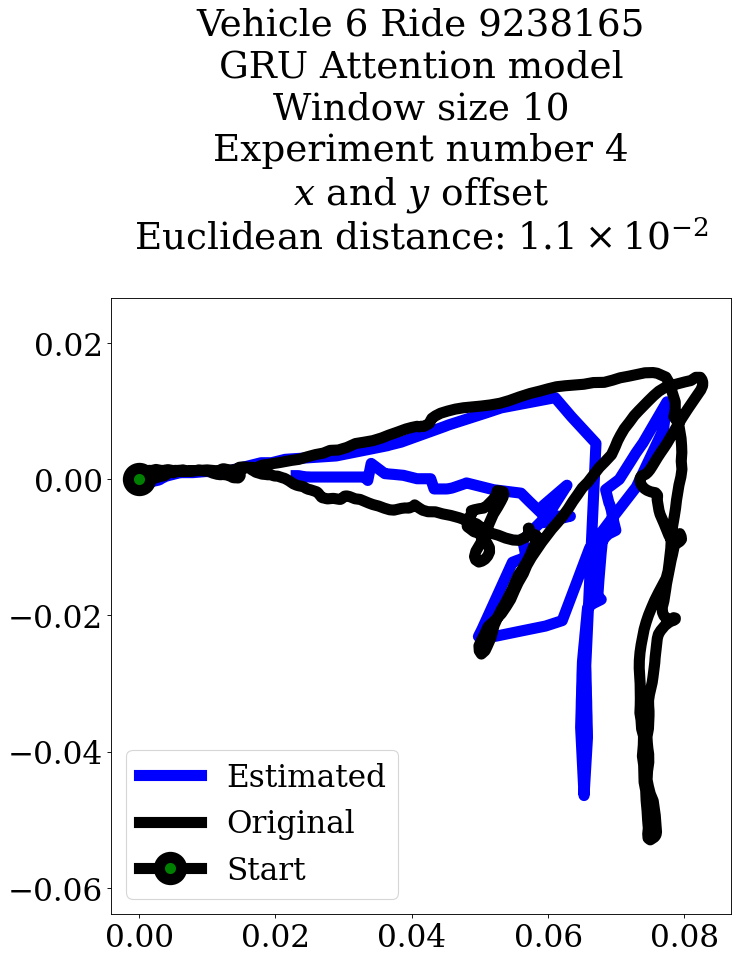 Vehicle 6 Ride 9238165
GRU Attention model
Window size 10
Experiment number 4
x and y offset
Euclidean distance: 1.1 × 10⁻²
0.02
0.00
−0.02
−0.04
−0.06
Estimated
Original
Start
0.00 0.02 0.04 0.06 0.08